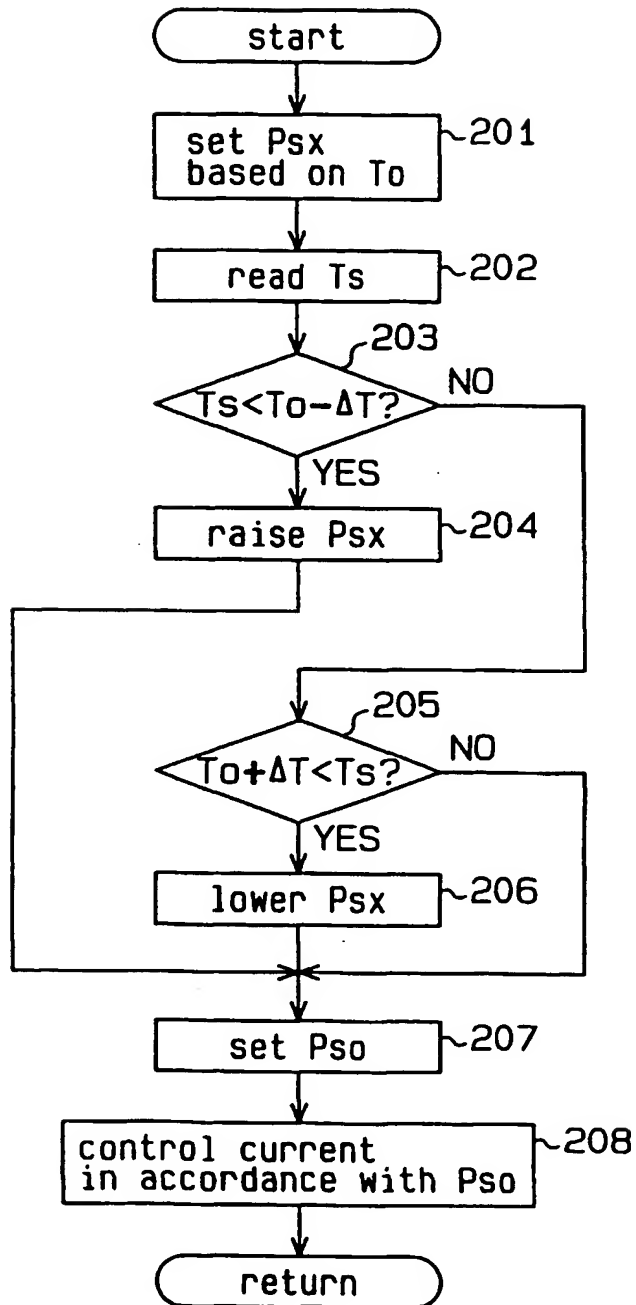 start
set Psx
based on To
201
read Ts
202
203
Ts<To-ΔT?
NO
YES
raise Psx
204
205
To+ΔT<Ts?
NO
YES
lower Psx
206
set Pso
207
control current
in accordance with Pso
208
return